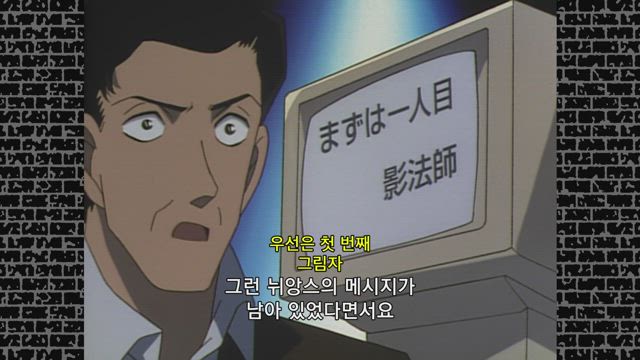 まずは一人目
影法師
우선은 첫 번째
그림자
그런 뉘앙스의 메시지가
남아 있었다면서요